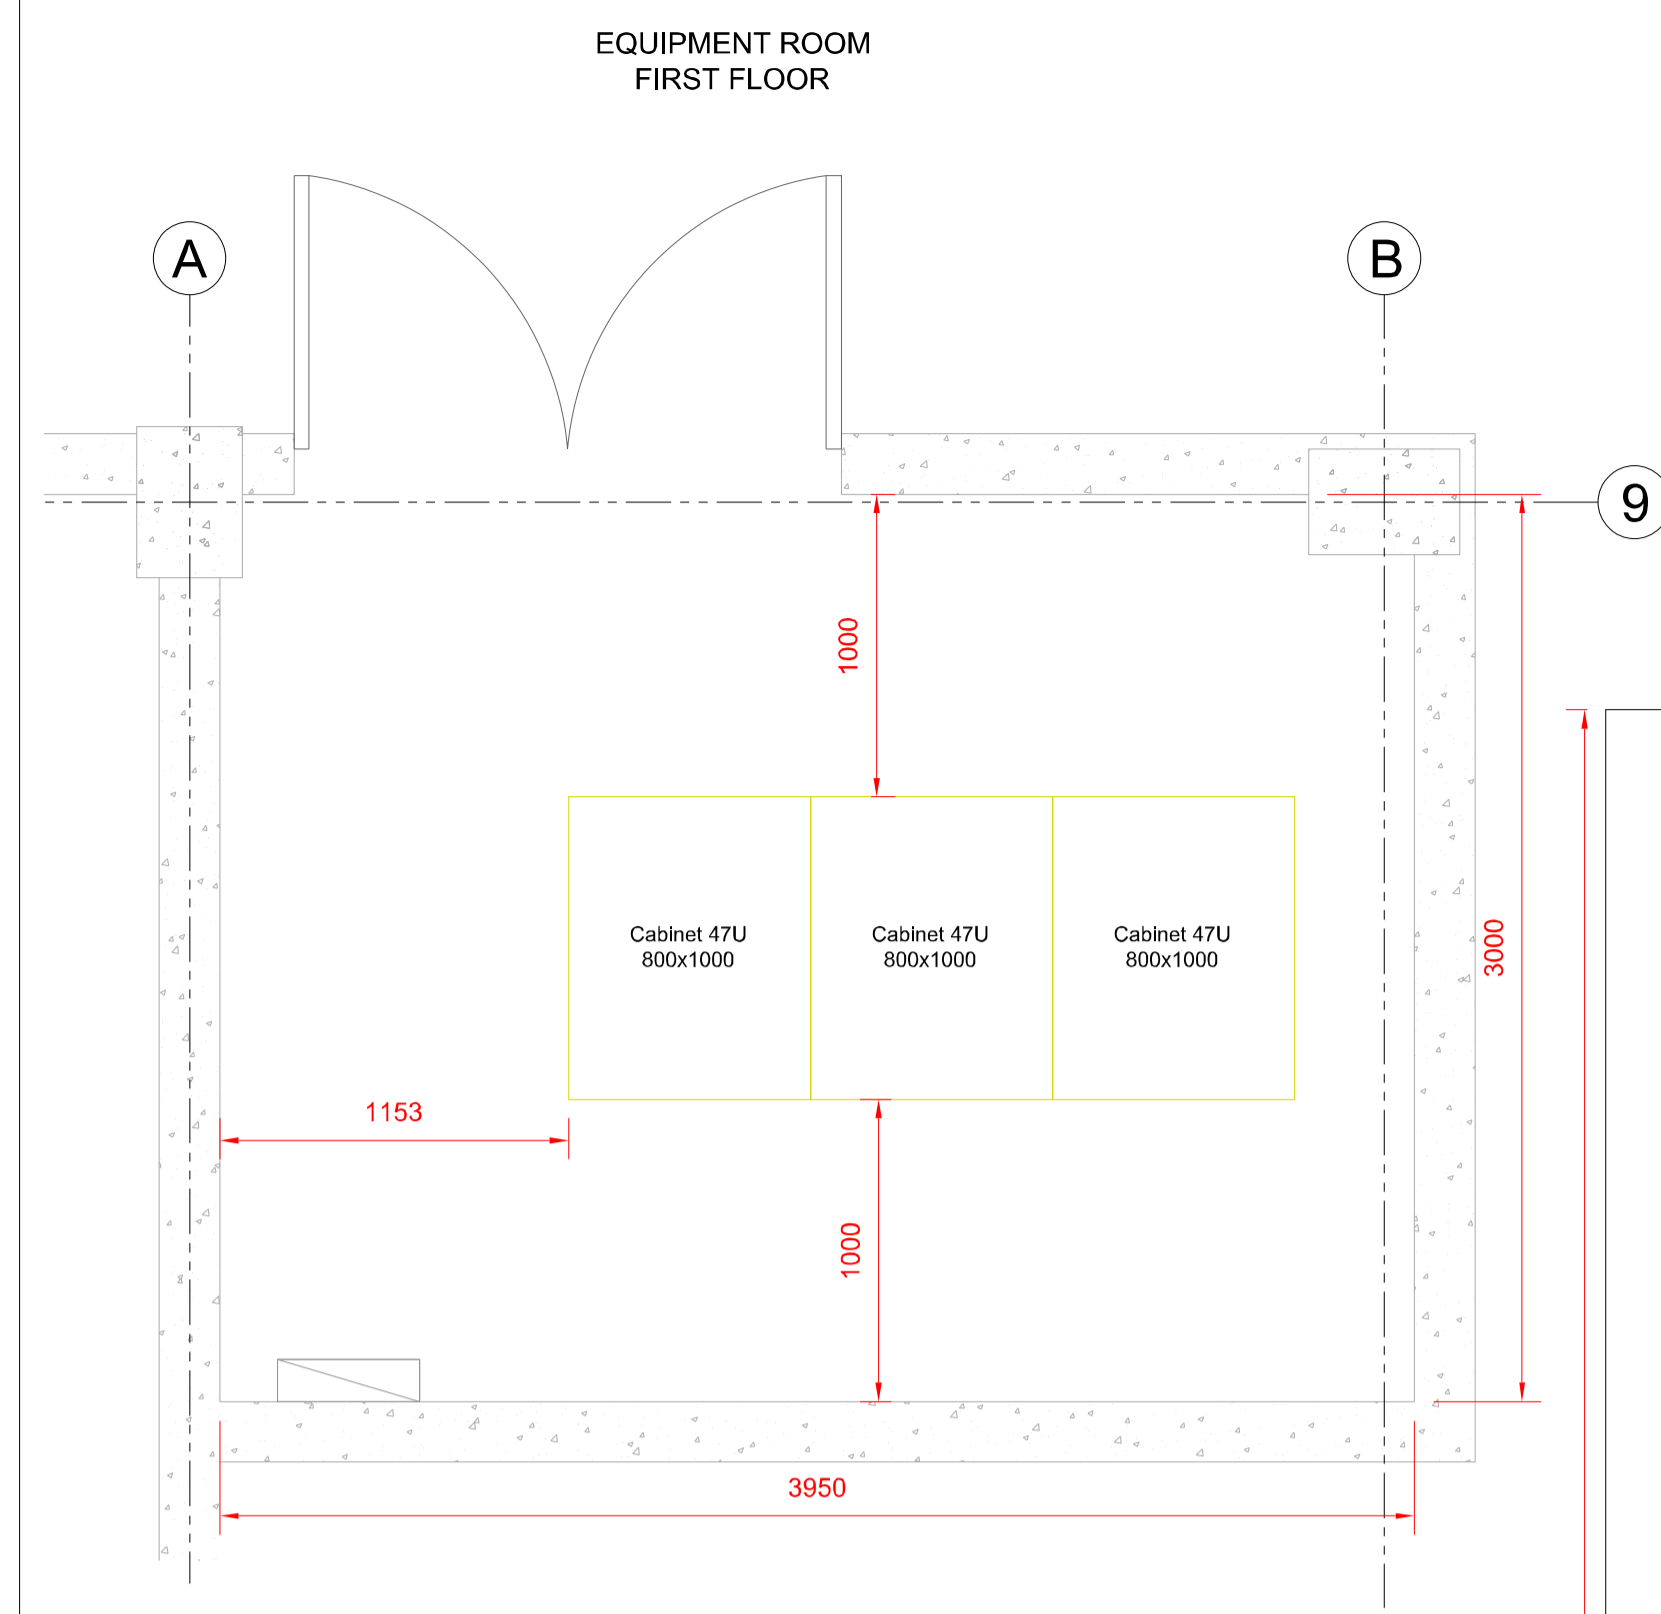 EQUIPMENT ROOM
FIRST FLOOR
A
B
9
1000
Cabinet 47U
800x1000
Cabinet 47U
800x1000
Cabinet 47U
800x1000
3000
1153
1000
3950